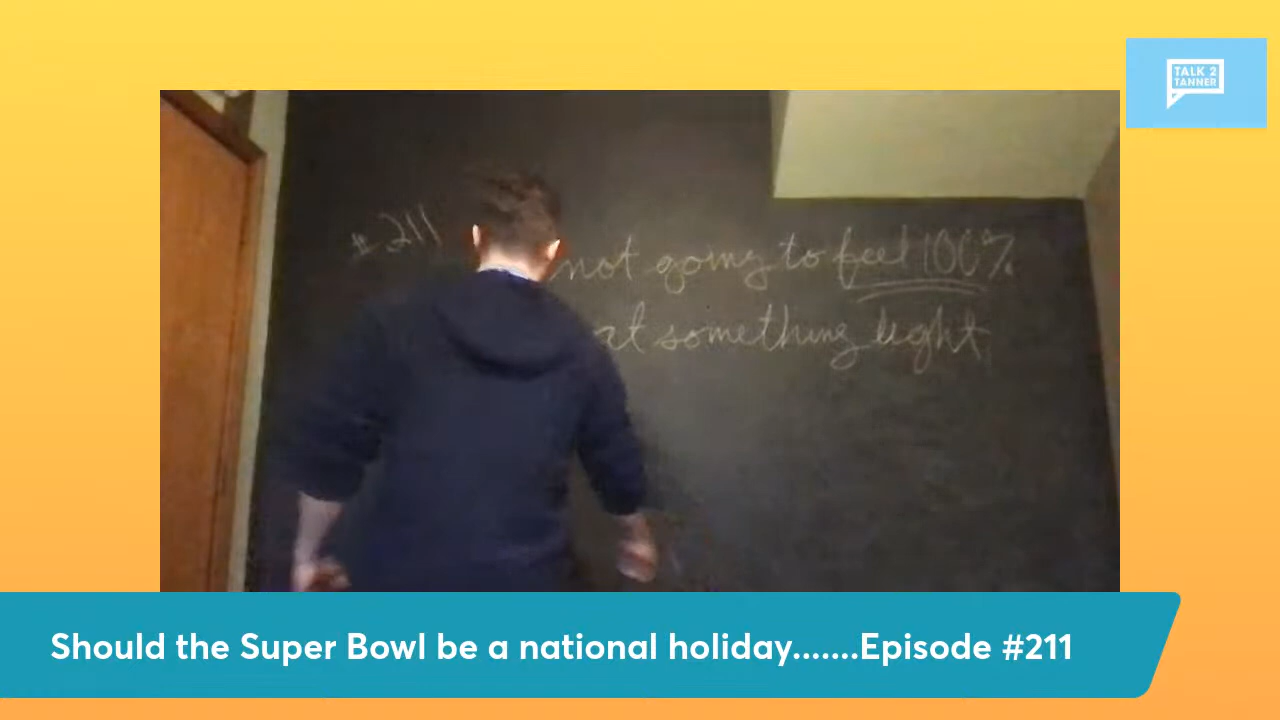 TALK 2
TANNER
# 211
not going to feel 100%
at something light
Should the Super Bowl be a national holiday.......Episode #211